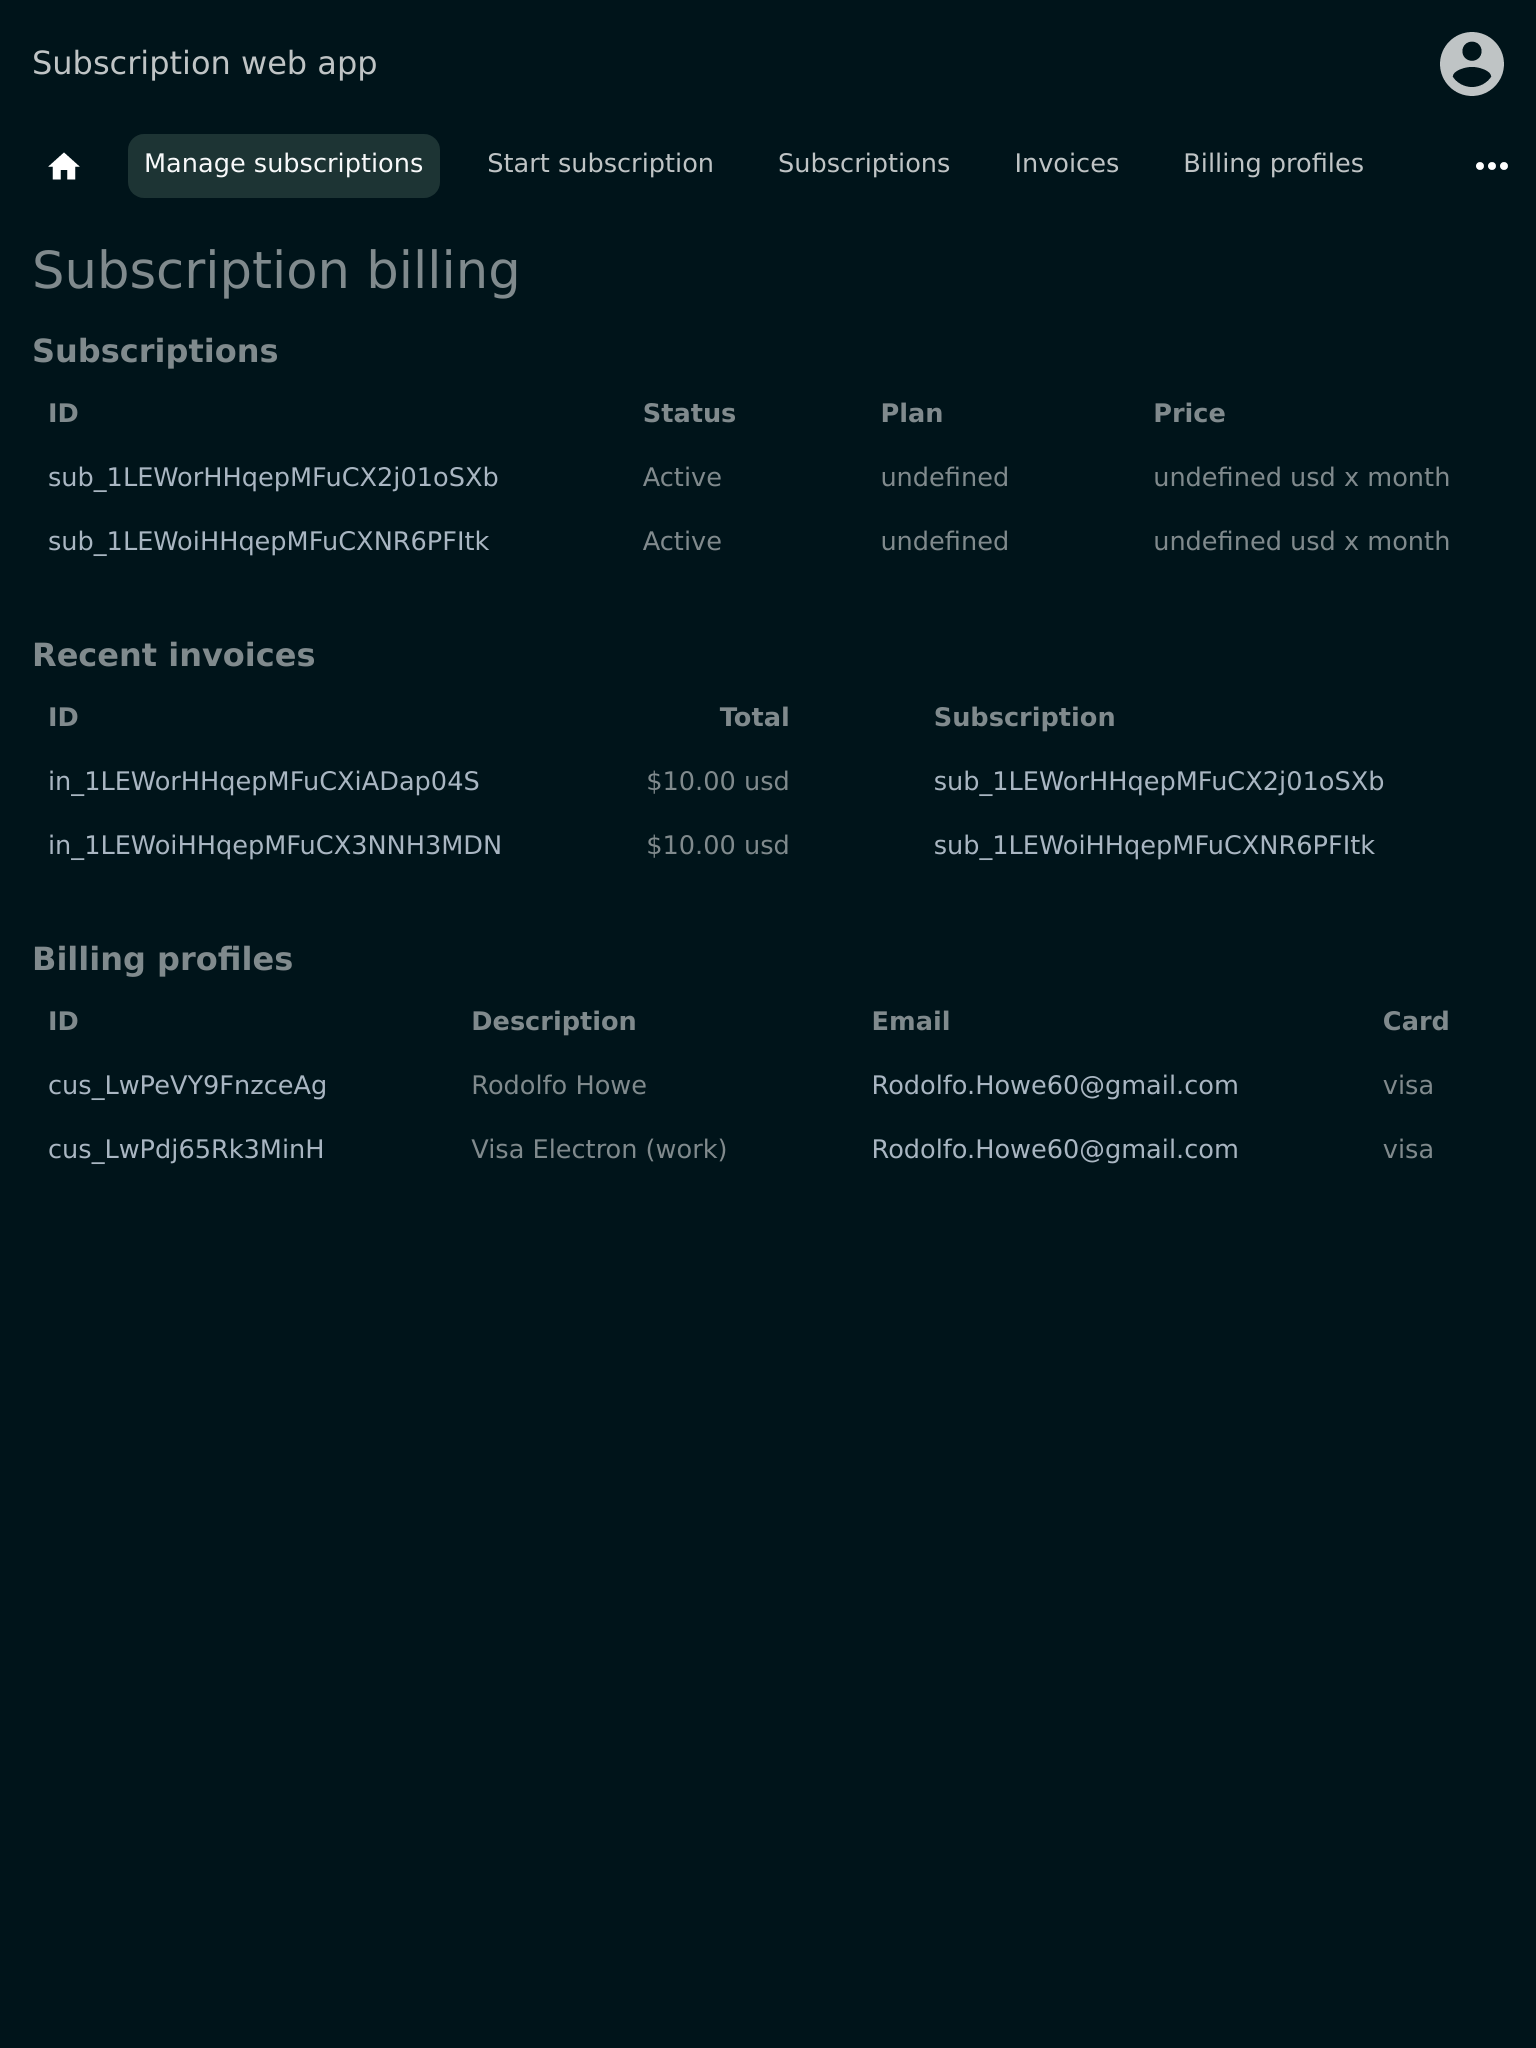 Subscription web app
Manage subscriptions Start subscription Subscriptions Invoices Billing profiles
Subscription billing
Subscriptions
ID Status Plan Price
sub_1LEWorHHqepMFuCX2j01oSXb Active undefined undefined usd x month
sub_1LEWoiHHqepMFuCXNR6PFItk Active undefined undefined usd x month
Recent invoices
ID Total Subscription
in_1LEWorHHqepMFuCXiADap04S $10.00 usd sub_1LEWorHHqepMFuCX2j01oSXb
in_1LEWoiHHqepMFuCX3NNH3MDN $10.00 usd sub_1LEWoiHHqepMFuCXNR6PFItk
Billing profiles
ID Description Email Card
cus_LwPeVY9FnzceAg Rodolfo Howe Rodolfo.Howe60@gmail.com visa
cus_LwPdj65Rk3MinH Visa Electron (work) Rodolfo.Howe60@gmail.com visa